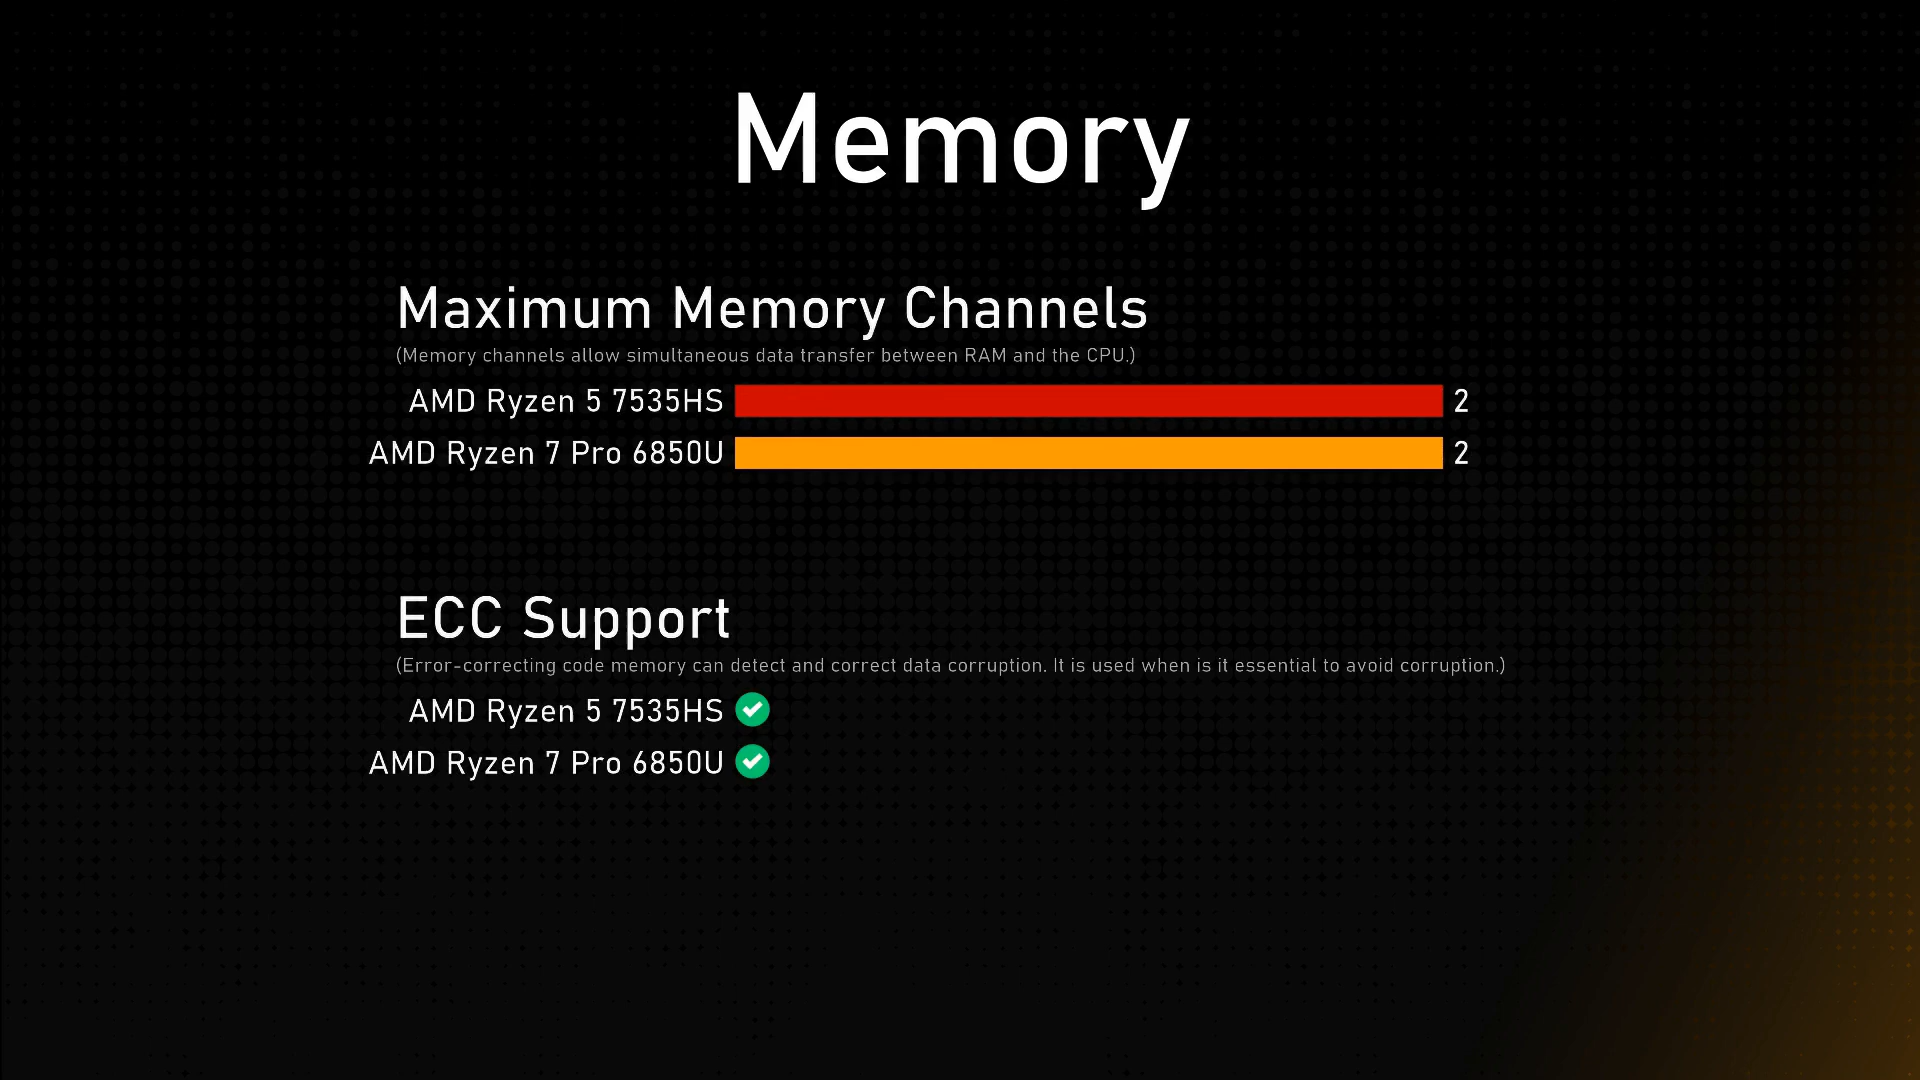 Memory
Maximum Memory Channels
(Memory channels allow simultaneous data transfer between RAM and the CPU.)
AMD Ryzen 5 7535HS 2
AMD Ryzen 7 Pro 6850U 2
ECC Support
(Error-correcting code memory can detect and correct data corruption. It is used when is it essential to avoid corruption.)
AMD Ryzen 5 7535HS
AMD Ryzen 7 Pro 6850U